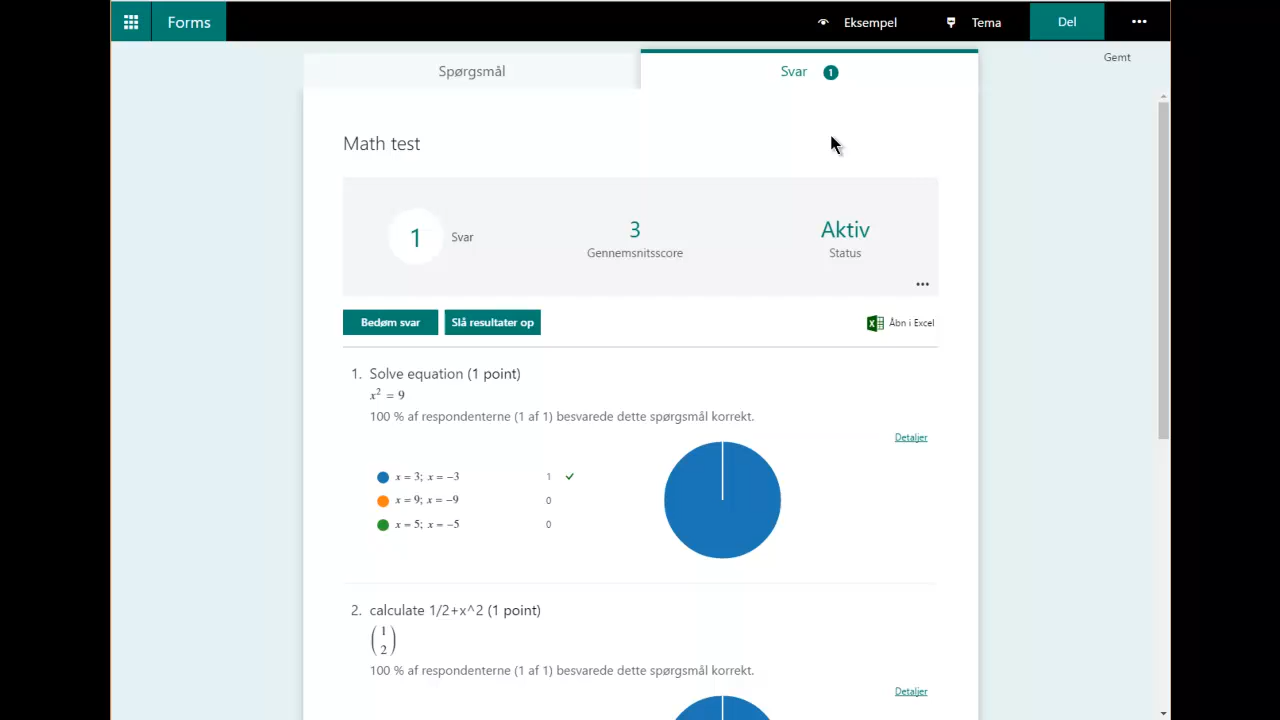 Forms
Eksempel
Tema
Del
Gemt
Spørgsmål
Svar 1
Math test
1 Svar
3
Gennemsnitsscore
Aktiv
Status
Bedøm svar
Slå resultater op
Åbn i Excel
1. Solve equation (1 point)
x² = 9
100 % af respondenterne (1 af 1) besvarede dette spørgsmål korrekt.
Detaljer
x = 3; x = −3 1
x = 9; x = −9 0
x = 5; x = −5 0
2. calculate 1/2+x^2 (1 point)
(1
2)
100 % af respondenterne (1 af 1) besvarede dette spørgsmål korrekt.
Detaljer